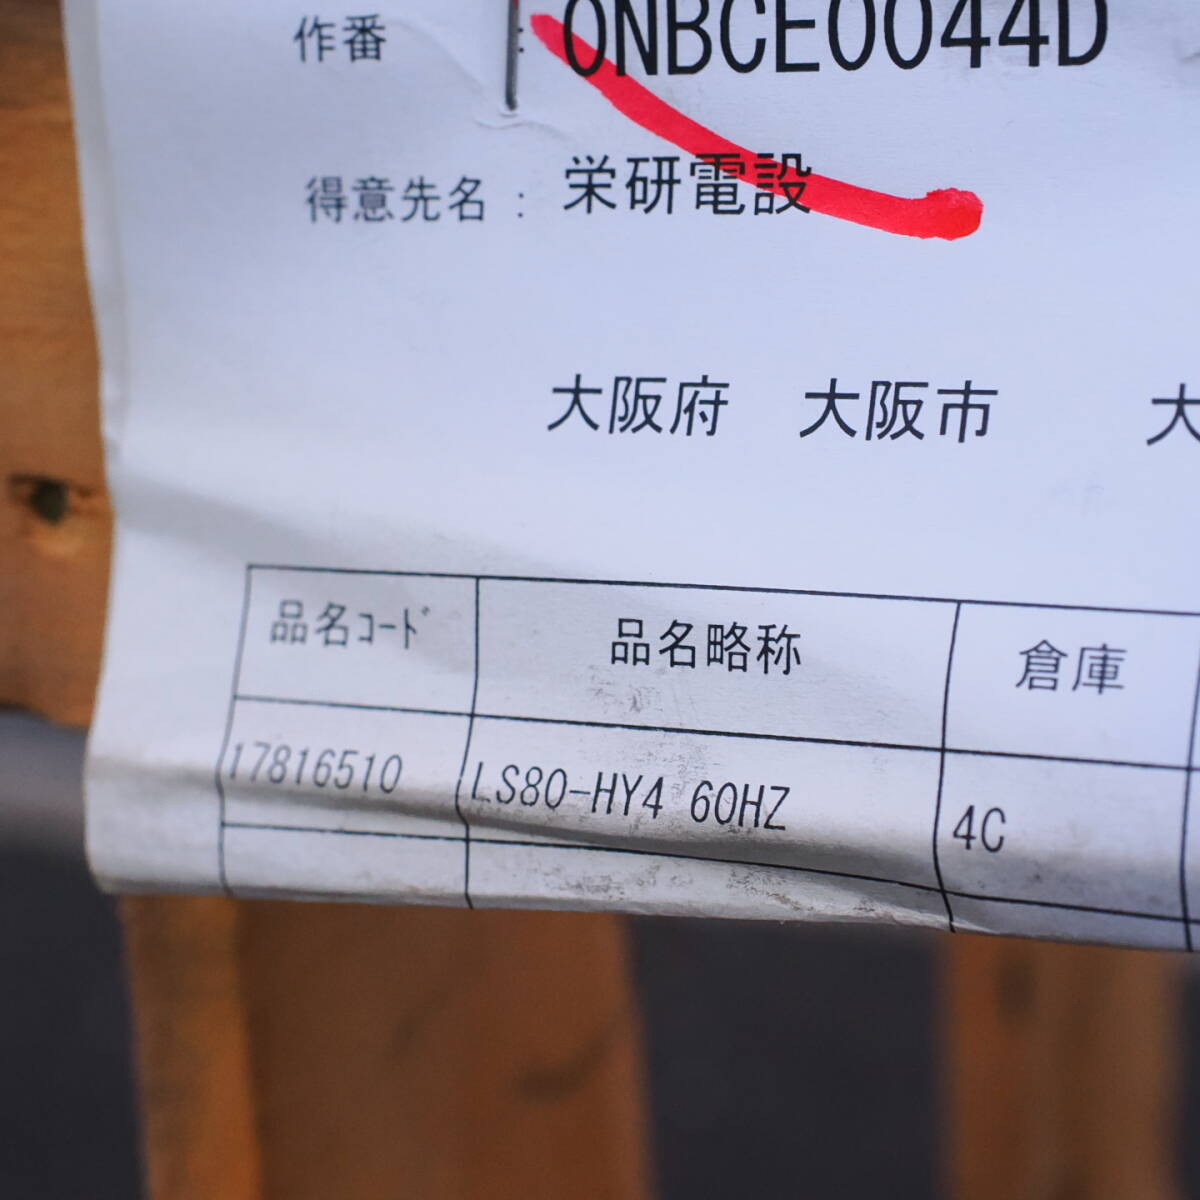 作番 : 0NBCE0044D
得意先名 : 栄研電設
大阪府 大阪市 大
品名コード 品名略称 倉庫
17816510 LS80-HY4 60HZ 4C